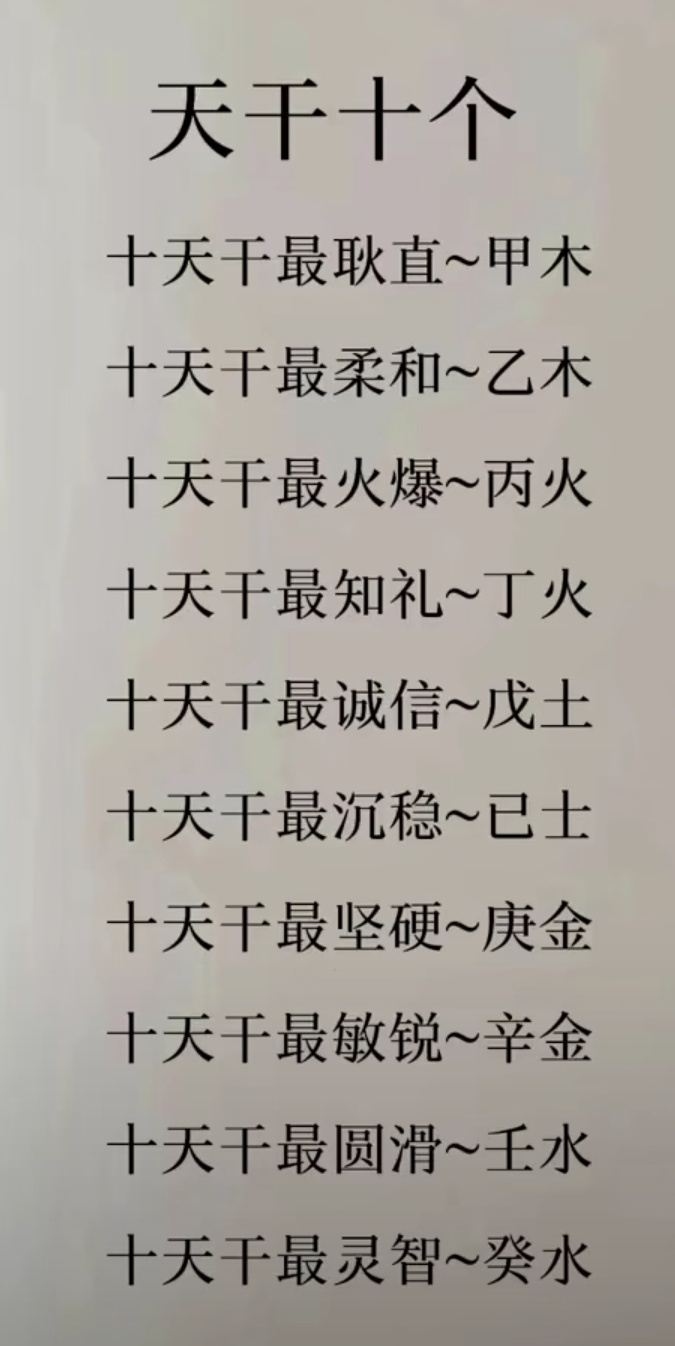 天干十个
十天干最耿直~甲木
十天干最柔和~乙木
十天干最火爆~丙火
十天干最知礼~丁火
十天干最诚信~戊土
十天干最沉稳~已士
十天干最坚硬~庚金
十天干最敏锐~辛金
十天干最圆滑~壬水
十天干最灵智~癸水